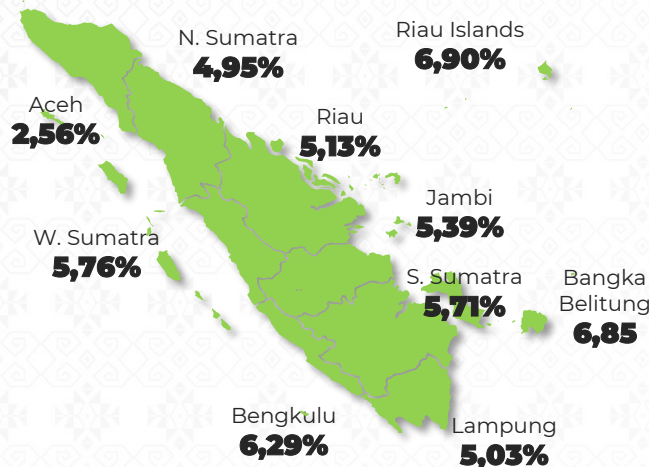 N. Sumatra
4,95%
Riau Islands
6,90%
Aceh
2,56%
Riau
5,13%
Jambi
5,39%
W. Sumatra
5,76%
S. Sumatra
5,71%
Bangka
Belitung
6,85
Bengkulu
6,29%
Lampung
5,03%